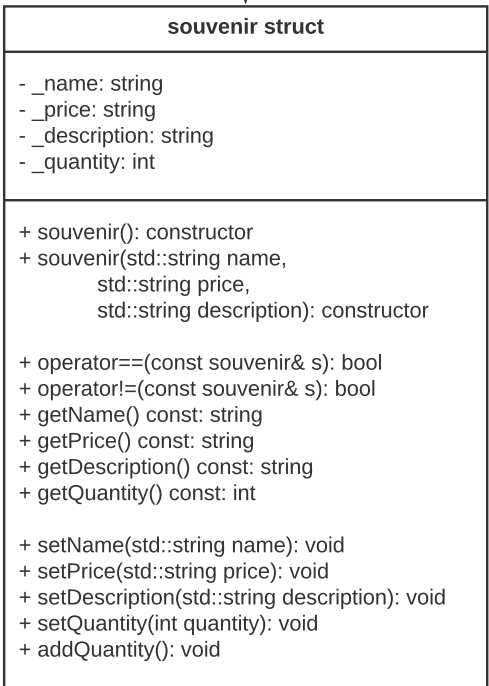 souvenir struct
- _name: string
- _price: string
- _description: string
- _quantity: int
+ souvenir(): constructor
+ souvenir(std::string name,
std::string price,
std::string description): constructor
+ operator==(const souvenir& s): bool
+ operator!=(const souvenir& s): bool
+ getName() const: string
+ getPrice() const: string
+ getDescription() const: string
+ getQuantity() const: int
+ setName(std::string name): void
+ setPrice(std::string price): void
+ setDescription(std::string description): void
+ setQuantity(int quantity): void
+ addQuantity(): void